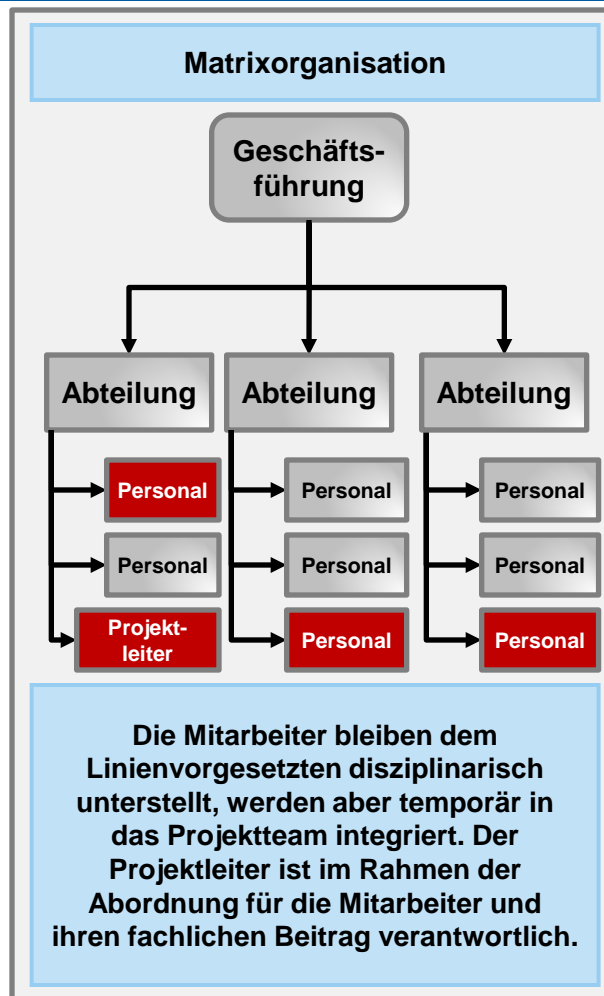 Matrixorganisation
Geschäfts-
führung
Abteilung
Abteilung
Abteilung
Personal
Personal
Personal
Personal
Personal
Personal
Projekt-
leiter
Personal
Personal
Die Mitarbeiter bleiben dem
Linienvorgesetzten disziplinarisch
unterstellt, werden aber temporär in
das Projektteam integriert. Der
Projektleiter ist im Rahmen der
Abordnung für die Mitarbeiter und
ihren fachlichen Beitrag verantwortlich.